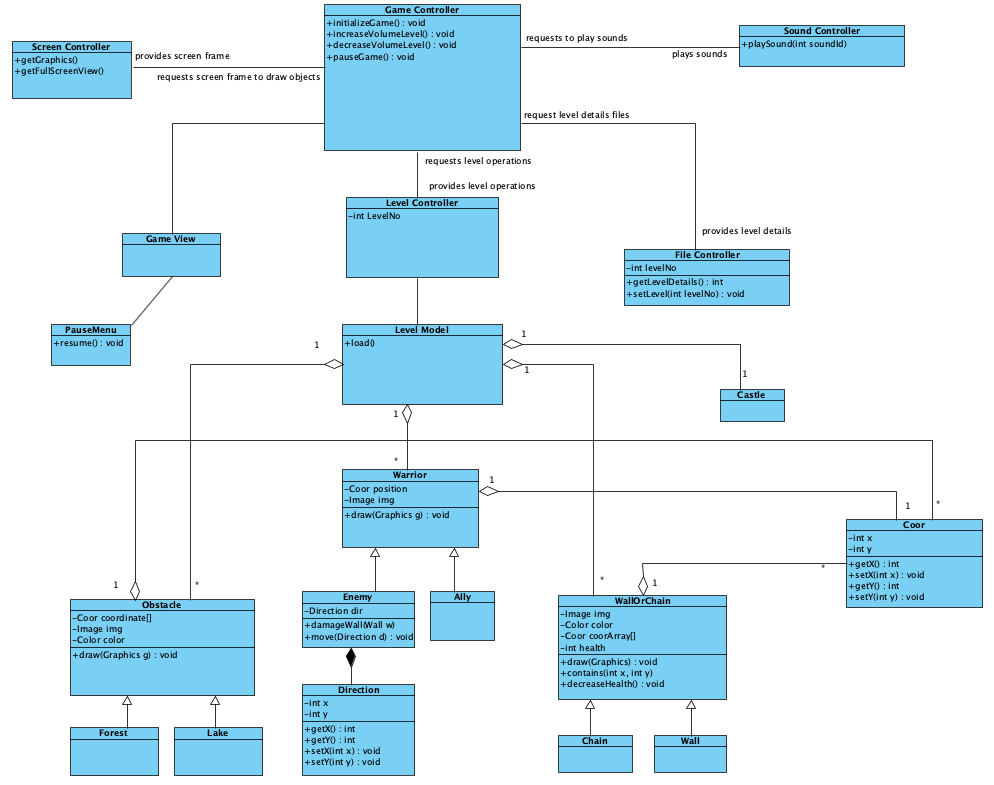 Game Controller
+initializeGame() : void
+increaseVolumeLevel() : void
+decreaseVolumeLevel() : void
+pauseGame() : void
Screen Controller
+getGraphics()
+getFullScreenView()
provides screen frame
requests screen frame to draw objects
requests to play sounds
plays sounds
Sound Controller
+playSound(int soundId)
request level details files
requests level operations
provides level operations
Level Controller
-int LevelNo
provides level details
Game View
File Controller
-int levelNo
+getLevelDetails() : int
+setLevel(int levelNo) : void
PauseMenu
+resume() : void
Level Model
+load()
1
1
1
1
Castle
1
*
Warrior
-Coor position
-Image img
+draw(Graphics g) : void
1
1
*
Coor
-int x
-int y
+getX() : int
+setX(int x) : void
+getY() : int
+setY(int y) : void
1
*
Obstacle
-Coor coordinate[]
-Image img
-Color color
+draw(Graphics g) : void
Enemy
-Direction dir
+damageWall(Wall w)
+move(Direction d) : void
Ally
*
1
*
WallOrChain
-Image img
-Color color
-Coor coorArray[]
-int health
+draw(Graphics) : void
+contains(int x, int y)
+decreaseHealth() : void
Direction
-int x
-int y
+getX() : int
+getY() : int
+setX(int x) : void
+setY(int y) : void
Forest
Lake
Chain
Wall